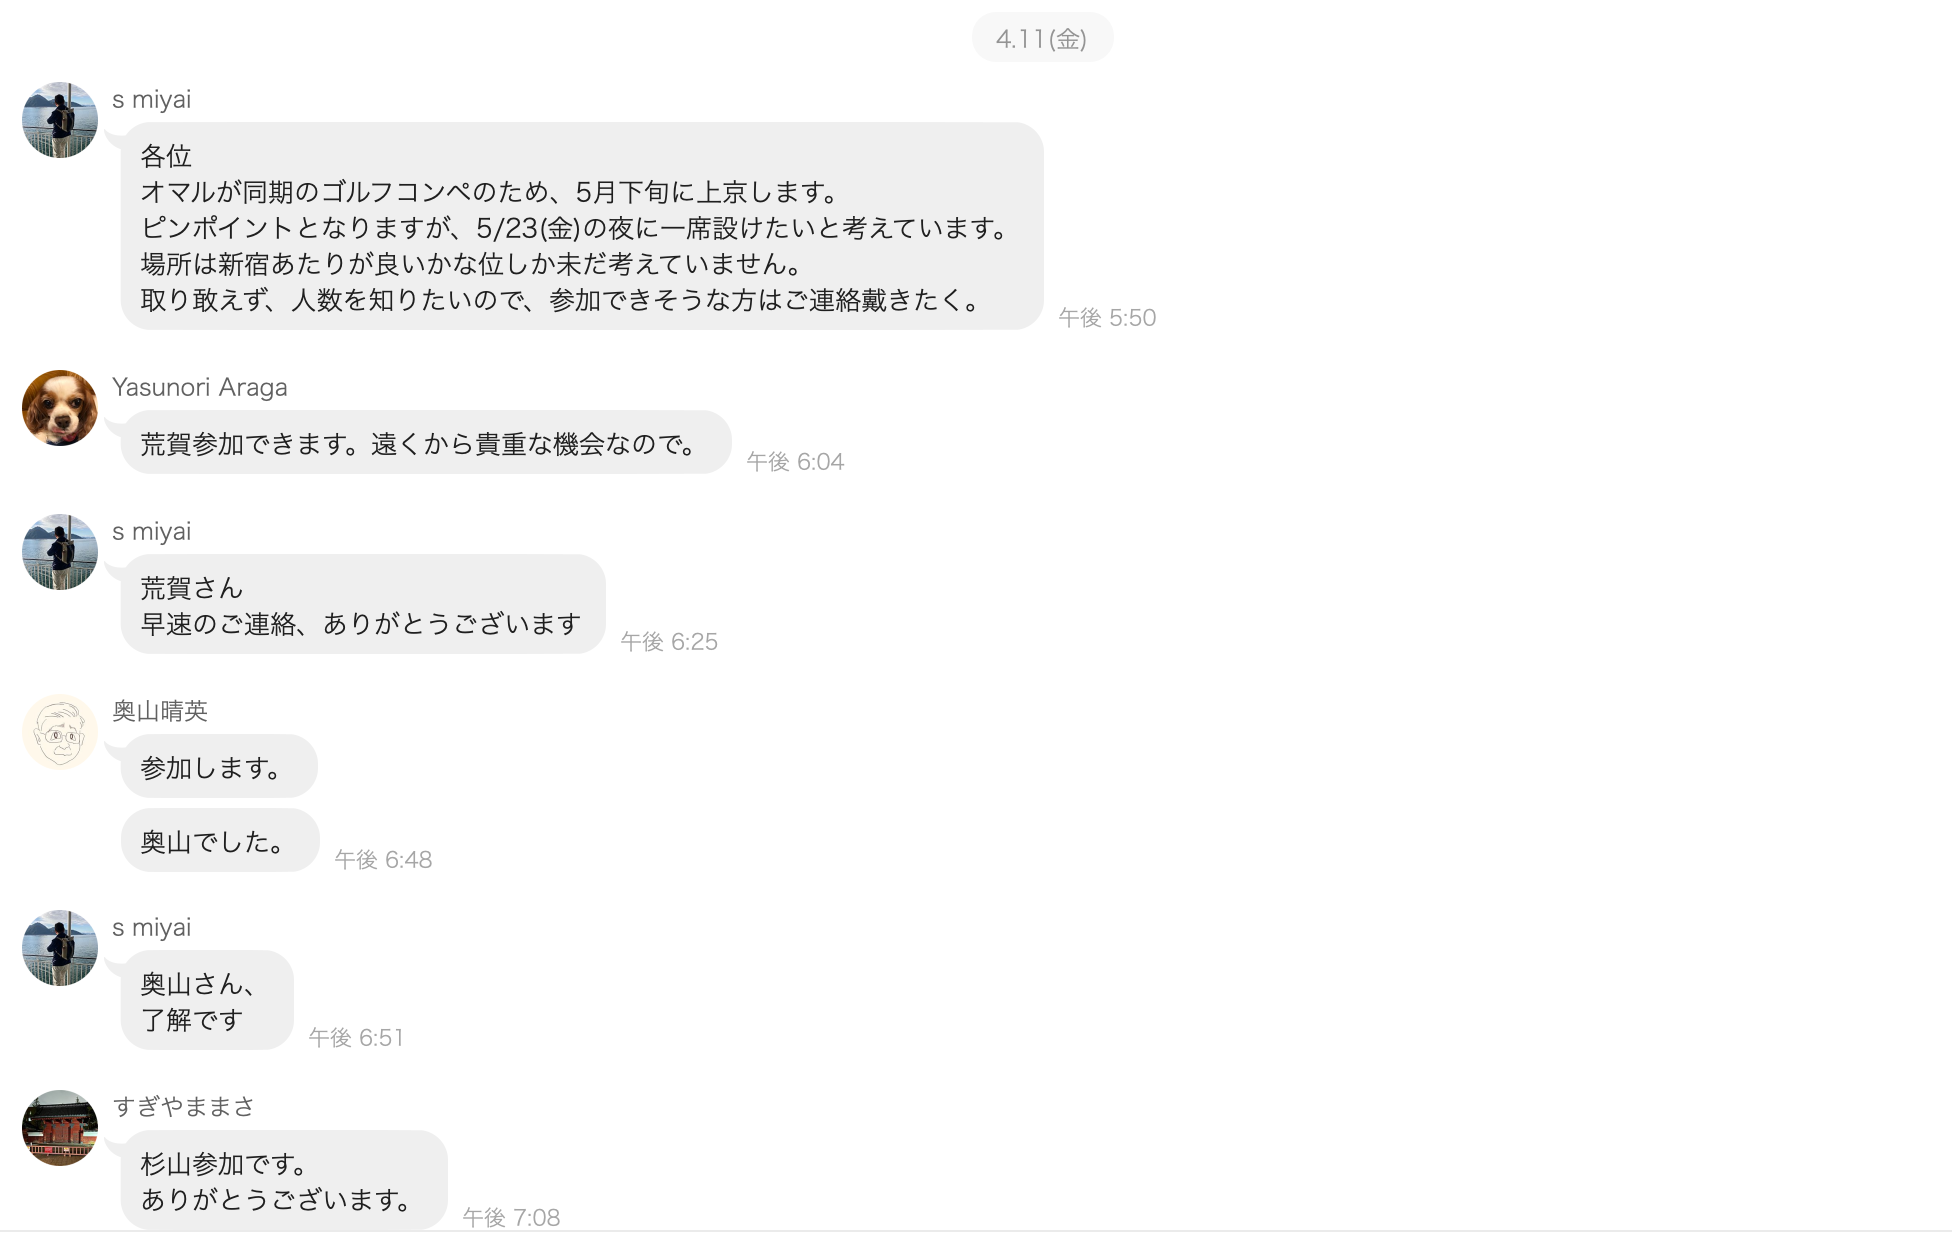 4.11(金)
s miyai
各位
オマルが同期のゴルフコンペのため、5月下旬に上京します。
ピンポイントとなりますが、5/23(金)の夜に一席設けたいと考えています。
場所は新宿あたりが良いかな位しか未だ考えていません。
取り敢えず、人数を知りたいので、参加できそうな方はご連絡戴きたく。
午後 5:50
Yasunori Araga
荒賀参加できます。遠くから貴重な機会なので。
午後 6:04
s miyai
荒賀さん
早速のご連絡、ありがとうございます
午後 6:25
奥山晴英
参加します。
奥山でした。
午後 6:48
s miyai
奥山さん、
了解です
午後 6:51
すぎやままさ
杉山参加です。
ありがとうございます。
午後 7:08